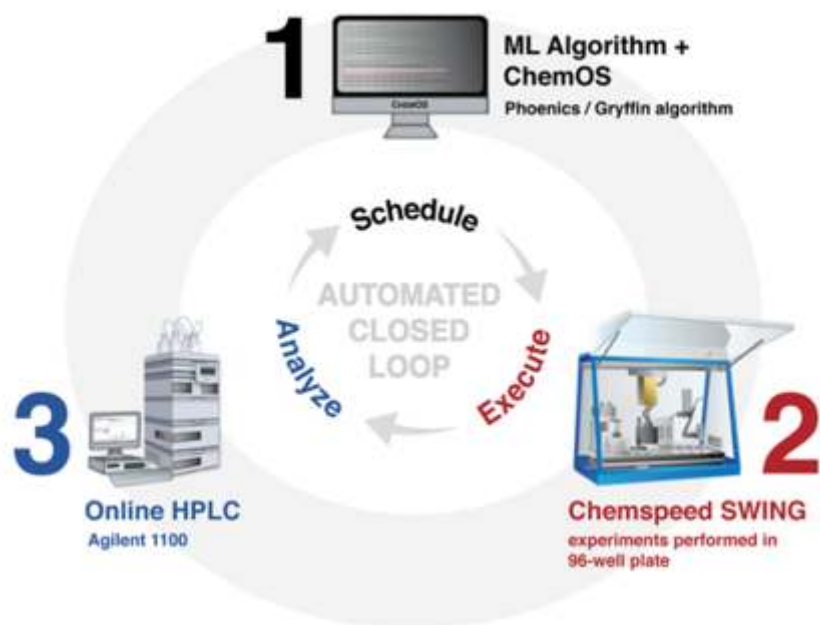 1
ML Algorithm +
ChemOS
Phoenics / Gryffin algorithm
ChemOS
Schedule
AUTOMATED
CLOSED
LOOP
Execute
Analyze
2
Chemspeed SWING
experiments performed in
96-well plate
3
Online HPLC
Agilent 1100